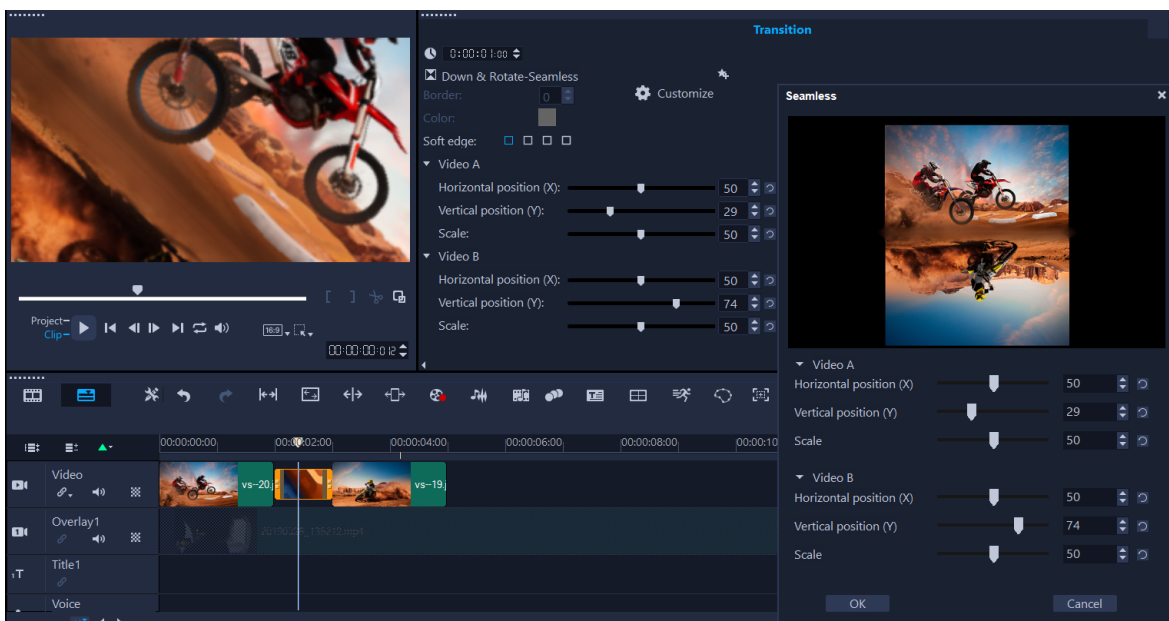 Transition
0:00:01:00
Down & Rotate-Seamless
Border: 0
Customize
Color:
Soft edge:
Video A
Horizontal position (X): 50
Vertical position (Y): 29
Scale: 50
Video B
Horizontal position (X): 50
Vertical position (Y): 74
Scale: 50
Project
Clip
[ ]
16:9
00:00:00:012
Seamless
Video A
Horizontal position (X) 50
Vertical position (Y) 29
Scale 50
Video B
Horizontal position (X) 50
Vertical position (Y) 74
Scale 50
OK Cancel
00:00:00:00 00:00:02:00 00:00:04:00 00:00:06:00 00:00:08:00 00:00:10
Video
vs--20.j vs--19.j
Overlay1
Title1
Voice